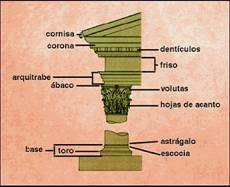 cornisa
corona
dentículos
friso
arquitrabe
ábaco
volutas
hojas de acanto
astrágalo
base
toro
escocia